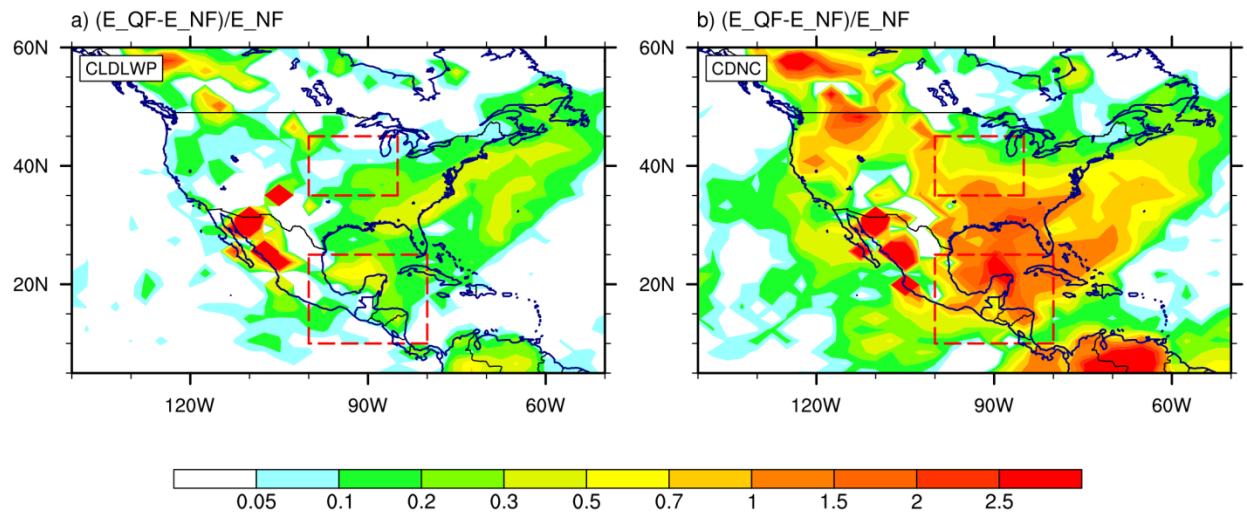 a) (E_QF-E_NF)/E_NF
b) (E_QF-E_NF)/E_NF
60N
CLDLWP
40N
20N
120W
90W
60W
60N
CDNC
40N
20N
120W
90W
60W
0.05
0.1
0.2
0.3
0.5
0.7
1
1.5
2
2.5